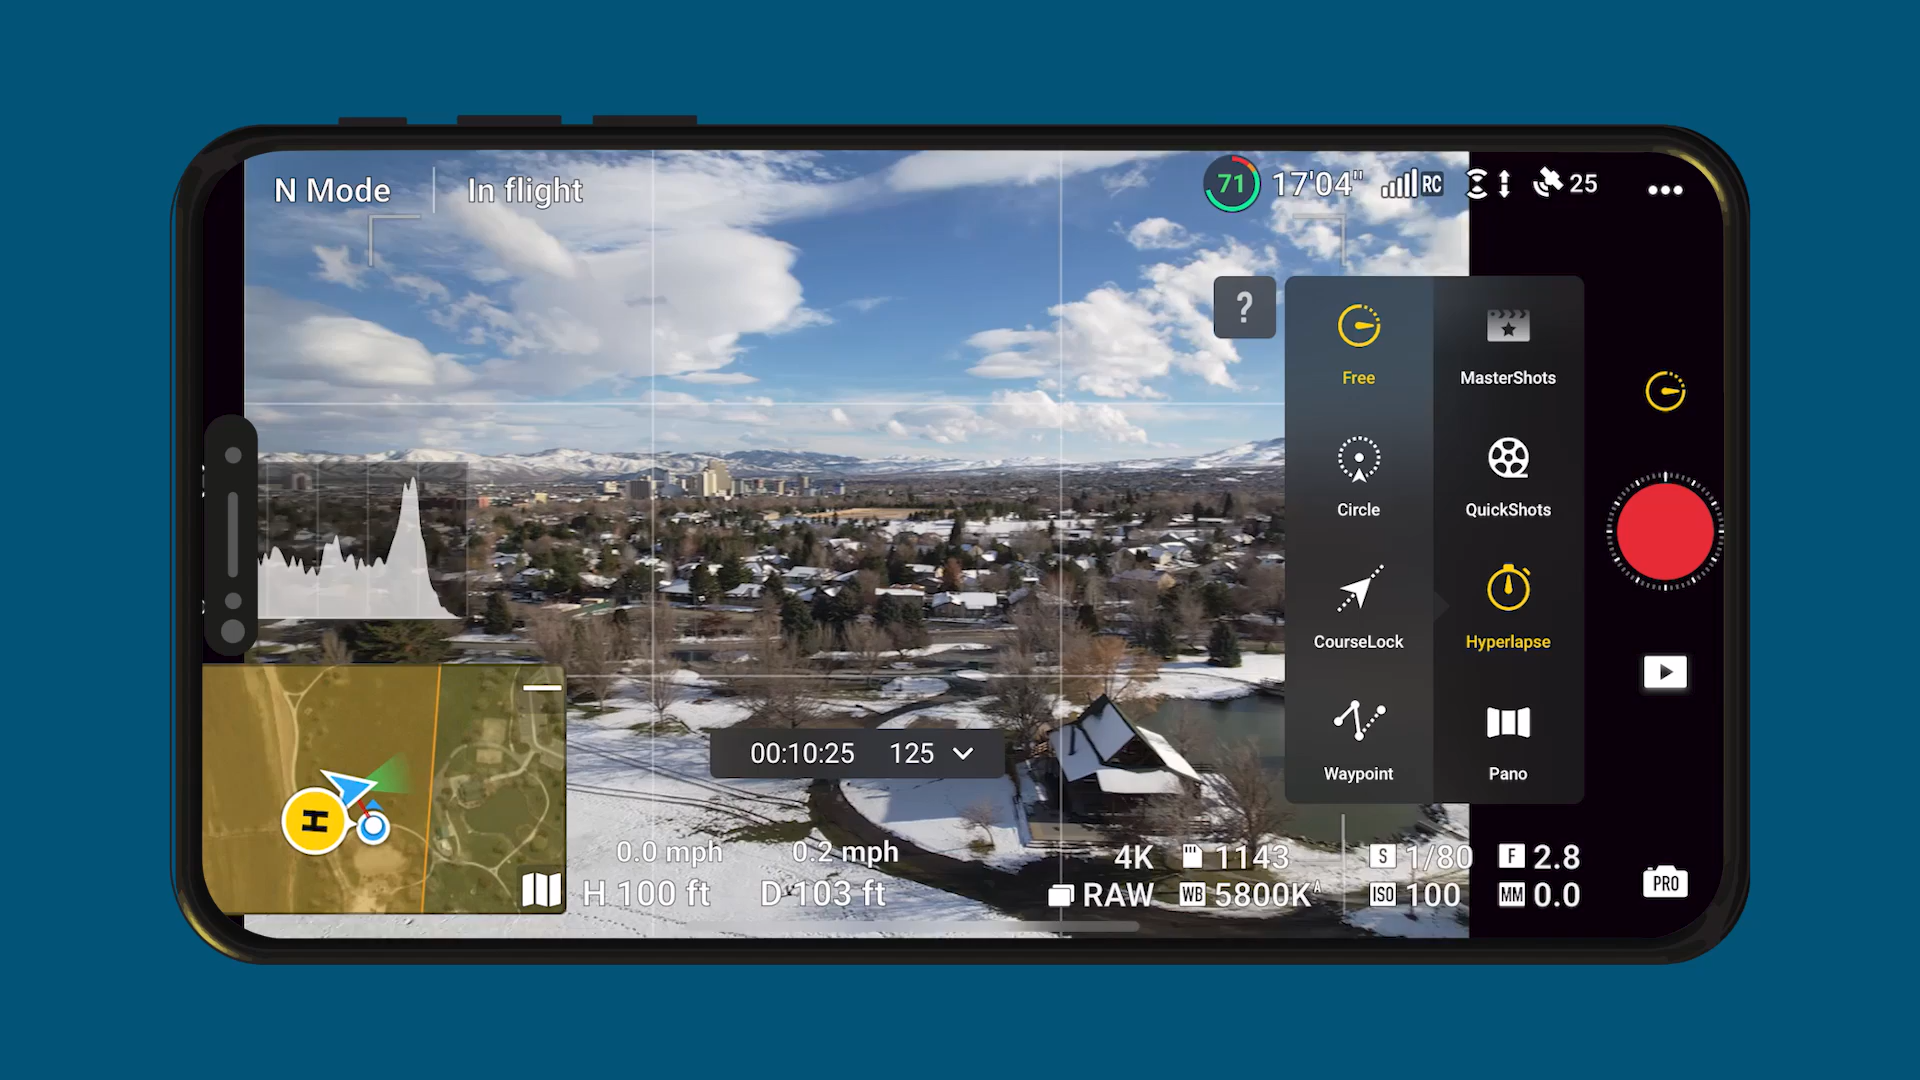 N Mode In flight 71 17'04" RC 25
?
Free MasterShots
Circle QuickShots
CourseLock Hyperlapse
Waypoint Pano
00:10:25 125
H
0.0 mph 0.2 mph 4K 1143 S 1/80 F 2.8
H 100 ft D 103 ft RAW WB 5800K A ISO 100 MM 0.0
PRO